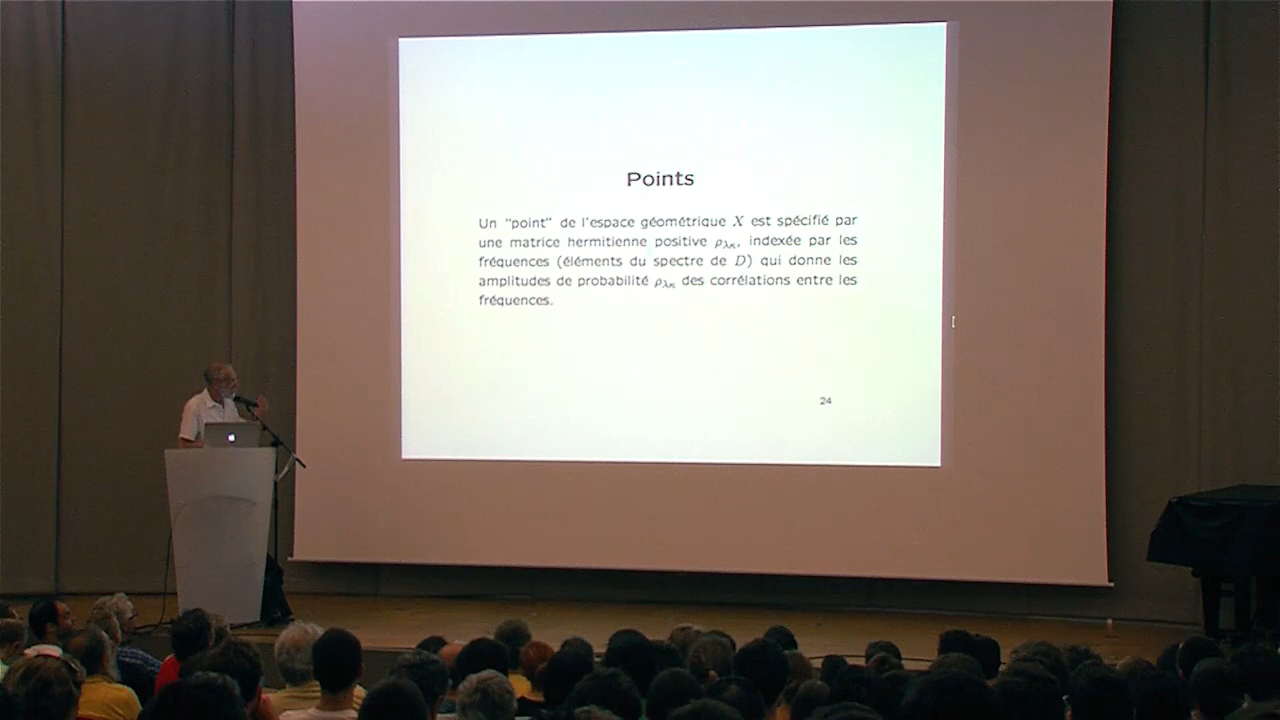 Points
Un “point” de l’espace géométrique X est spécifié par
une matrice hermitienne positive ρλκ, indexée par les
fréquences (éléments du spectre de D) qui donne les
amplitudes de probabilité ρλκ des corrélations entre les
fréquences.
24